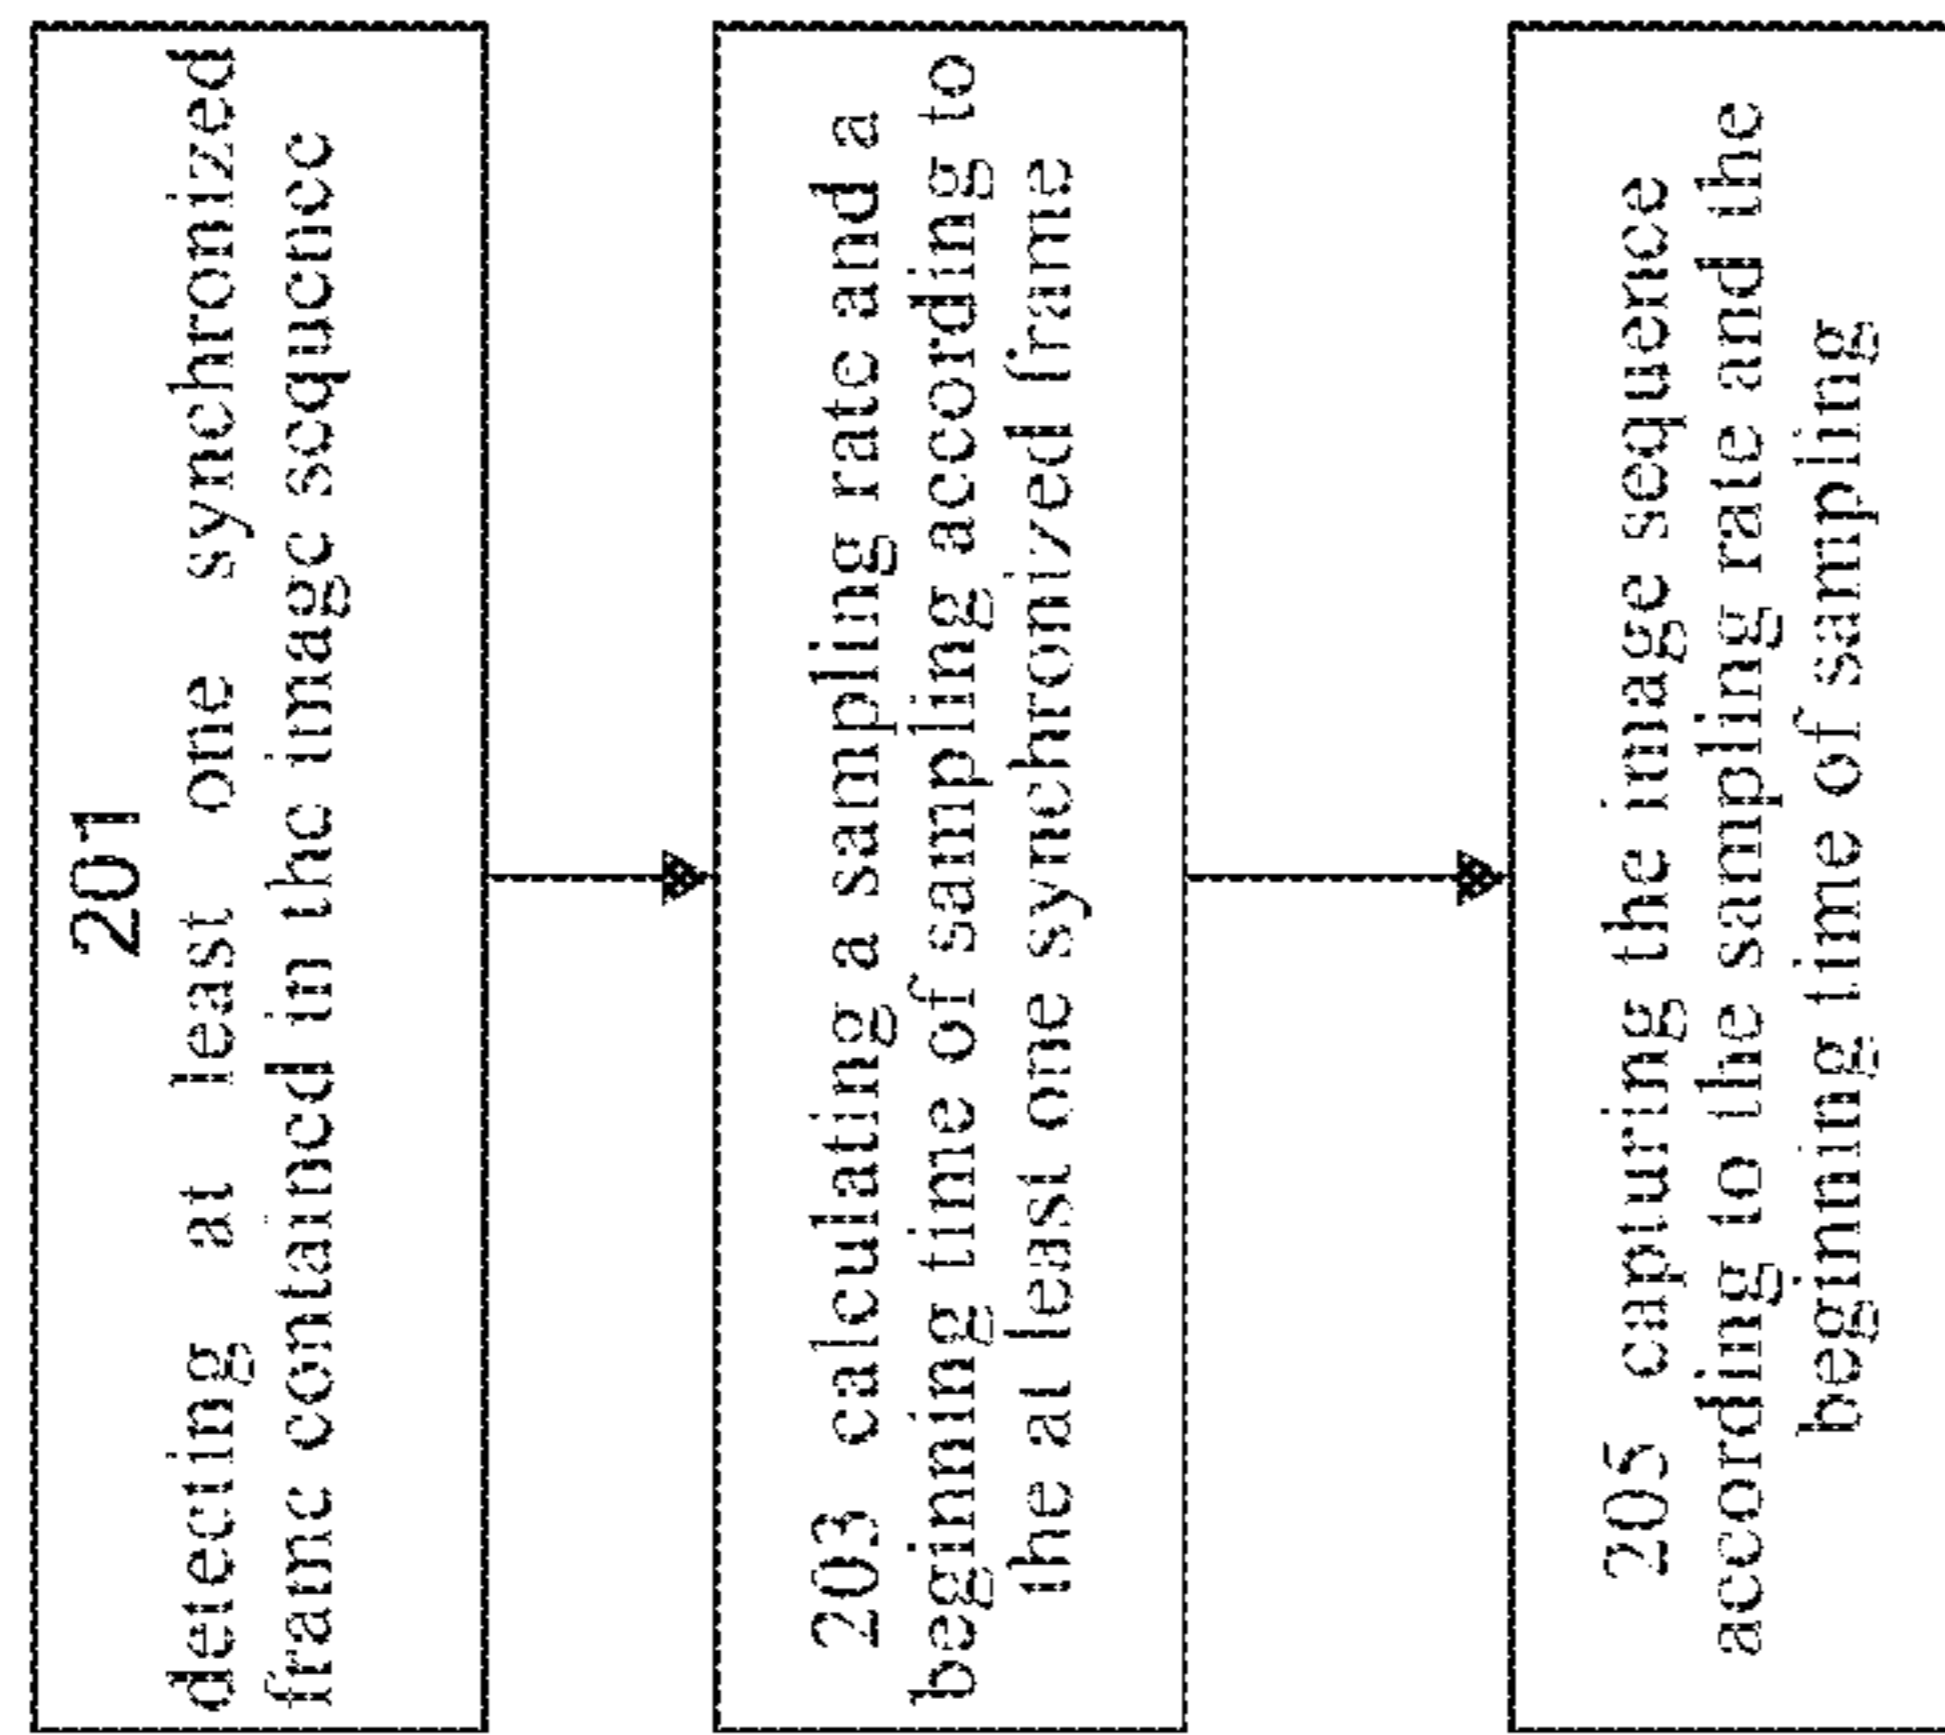 201
detecting at least one synchronized
frame contained in the image sequence
203 calculating a sampling rate and a
beginning time of sampling according to
the at least one synchronized frame
205 capturing the image sequence
according to the sampling rate and the
beginning time of sampling